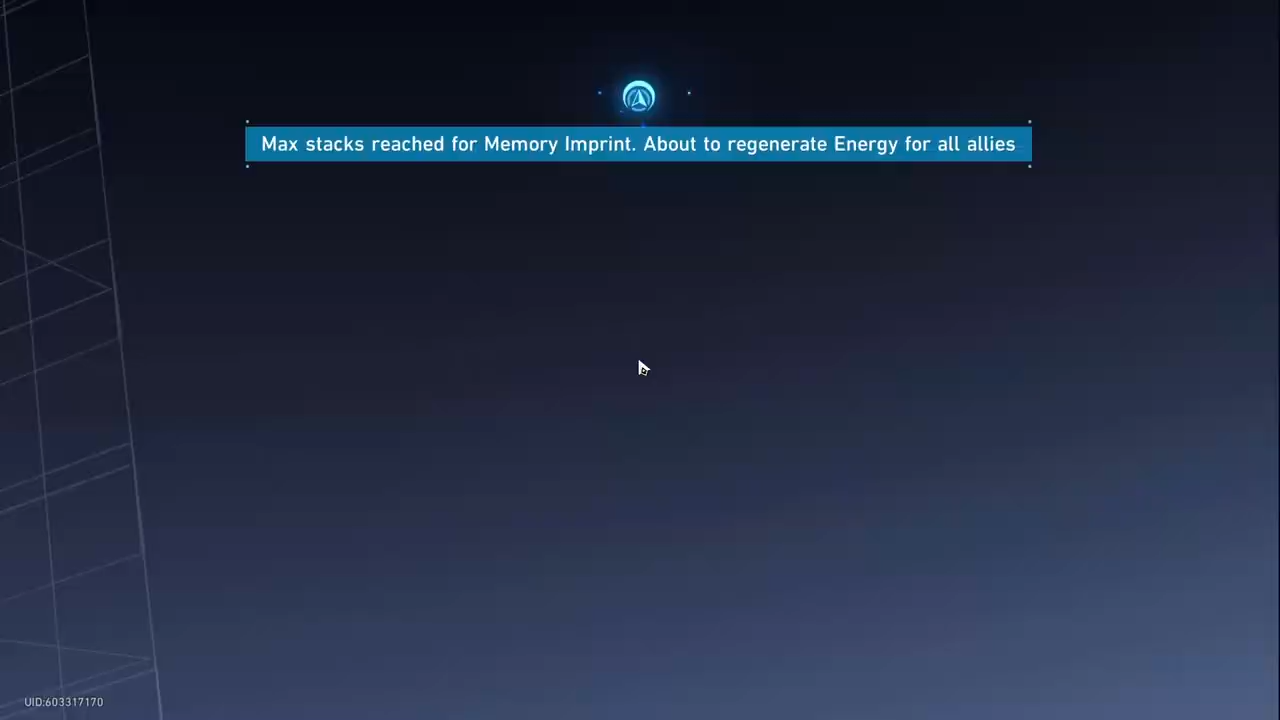 Max stacks reached for Memory Imprint. About to regenerate Energy for all allies
UID:603317170